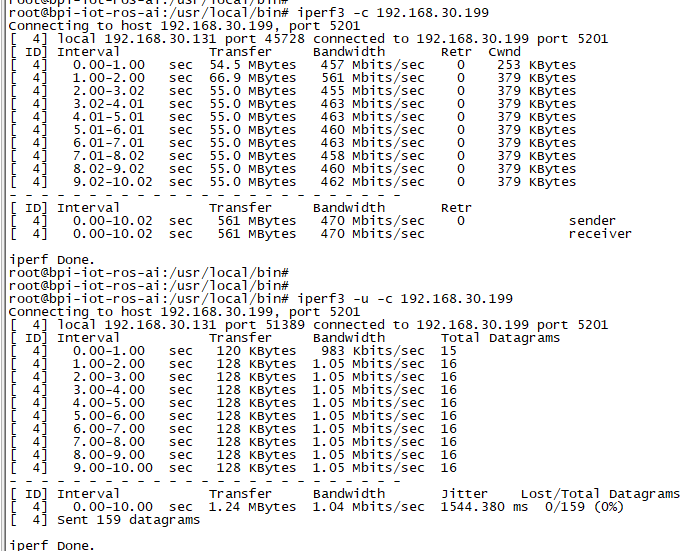 root@bpi-iot-ros-ai:/usr/local/bin#
root@bpi-iot-ros-ai:/usr/local/bin# iperf3 -c 192.168.30.199
Connecting to host 192.168.30.199, port 5201
[  4] local 192.168.30.131 port 45728 connected to 192.168.30.199 port 5201
[ ID] Interval           Transfer     Bandwidth       Retr  Cwnd
[  4]   0.00-1.00   sec  54.5 MBytes   457 Mbits/sec    0    253 KBytes
[  4]   1.00-2.00   sec  66.9 MBytes   561 Mbits/sec    0    379 KBytes
[  4]   2.00-3.02   sec  55.0 MBytes   455 Mbits/sec    0    379 KBytes
[  4]   3.02-4.01   sec  55.0 MBytes   463 Mbits/sec    0    379 KBytes
[  4]   4.01-5.01   sec  55.0 MBytes   463 Mbits/sec    0    379 KBytes
[  4]   5.01-6.01   sec  55.0 MBytes   460 Mbits/sec    0    379 KBytes
[  4]   6.01-7.01   sec  55.0 MBytes   463 Mbits/sec    0    379 KBytes
[  4]   7.01-8.02   sec  55.0 MBytes   458 Mbits/sec    0    379 KBytes
[  4]   8.02-9.02   sec  55.0 MBytes   460 Mbits/sec    0    379 KBytes
[  4]   9.02-10.02  sec  55.0 MBytes   462 Mbits/sec    0    379 KBytes
- - - - - - - - - - - - - - - - - - - - - - - - -
[ ID] Interval           Transfer     Bandwidth       Retr
[  4]   0.00-10.02  sec   561 MBytes   470 Mbits/sec    0             sender
[  4]   0.00-10.02  sec   561 MBytes   470 Mbits/sec                  receiver
iperf Done.
root@bpi-iot-ros-ai:/usr/local/bin#
root@bpi-iot-ros-ai:/usr/local/bin#
root@bpi-iot-ros-ai:/usr/local/bin# iperf3 -u -c 192.168.30.199
Connecting to host 192.168.30.199, port 5201
[  4] local 192.168.30.131 port 51389 connected to 192.168.30.199 port 5201
[ ID] Interval           Transfer     Bandwidth       Total Datagrams
[  4]   0.00-1.00   sec   120 KBytes   983 Kbits/sec  15
[  4]   1.00-2.00   sec   128 KBytes  1.05 Mbits/sec  16
[  4]   2.00-3.00   sec   128 KBytes  1.05 Mbits/sec  16
[  4]   3.00-4.00   sec   128 KBytes  1.05 Mbits/sec  16
[  4]   4.00-5.00   sec   128 KBytes  1.05 Mbits/sec  16
[  4]   5.00-6.00   sec   128 KBytes  1.05 Mbits/sec  16
[  4]   6.00-7.00   sec   128 KBytes  1.05 Mbits/sec  16
[  4]   7.00-8.00   sec   128 KBytes  1.05 Mbits/sec  16
[  4]   8.00-9.00   sec   128 KBytes  1.05 Mbits/sec  16
[  4]   9.00-10.00  sec   128 KBytes  1.05 Mbits/sec  16
- - - - - - - - - - - - - - - - - - - - - - - - -
[ ID] Interval           Transfer     Bandwidth       Jitter    Lost/Total Datagrams
[  4]   0.00-10.00  sec  1.24 MBytes  1.04 Mbits/sec  1544.380 ms  0/159 (0%)
[  4] Sent 159 datagrams
iperf Done.